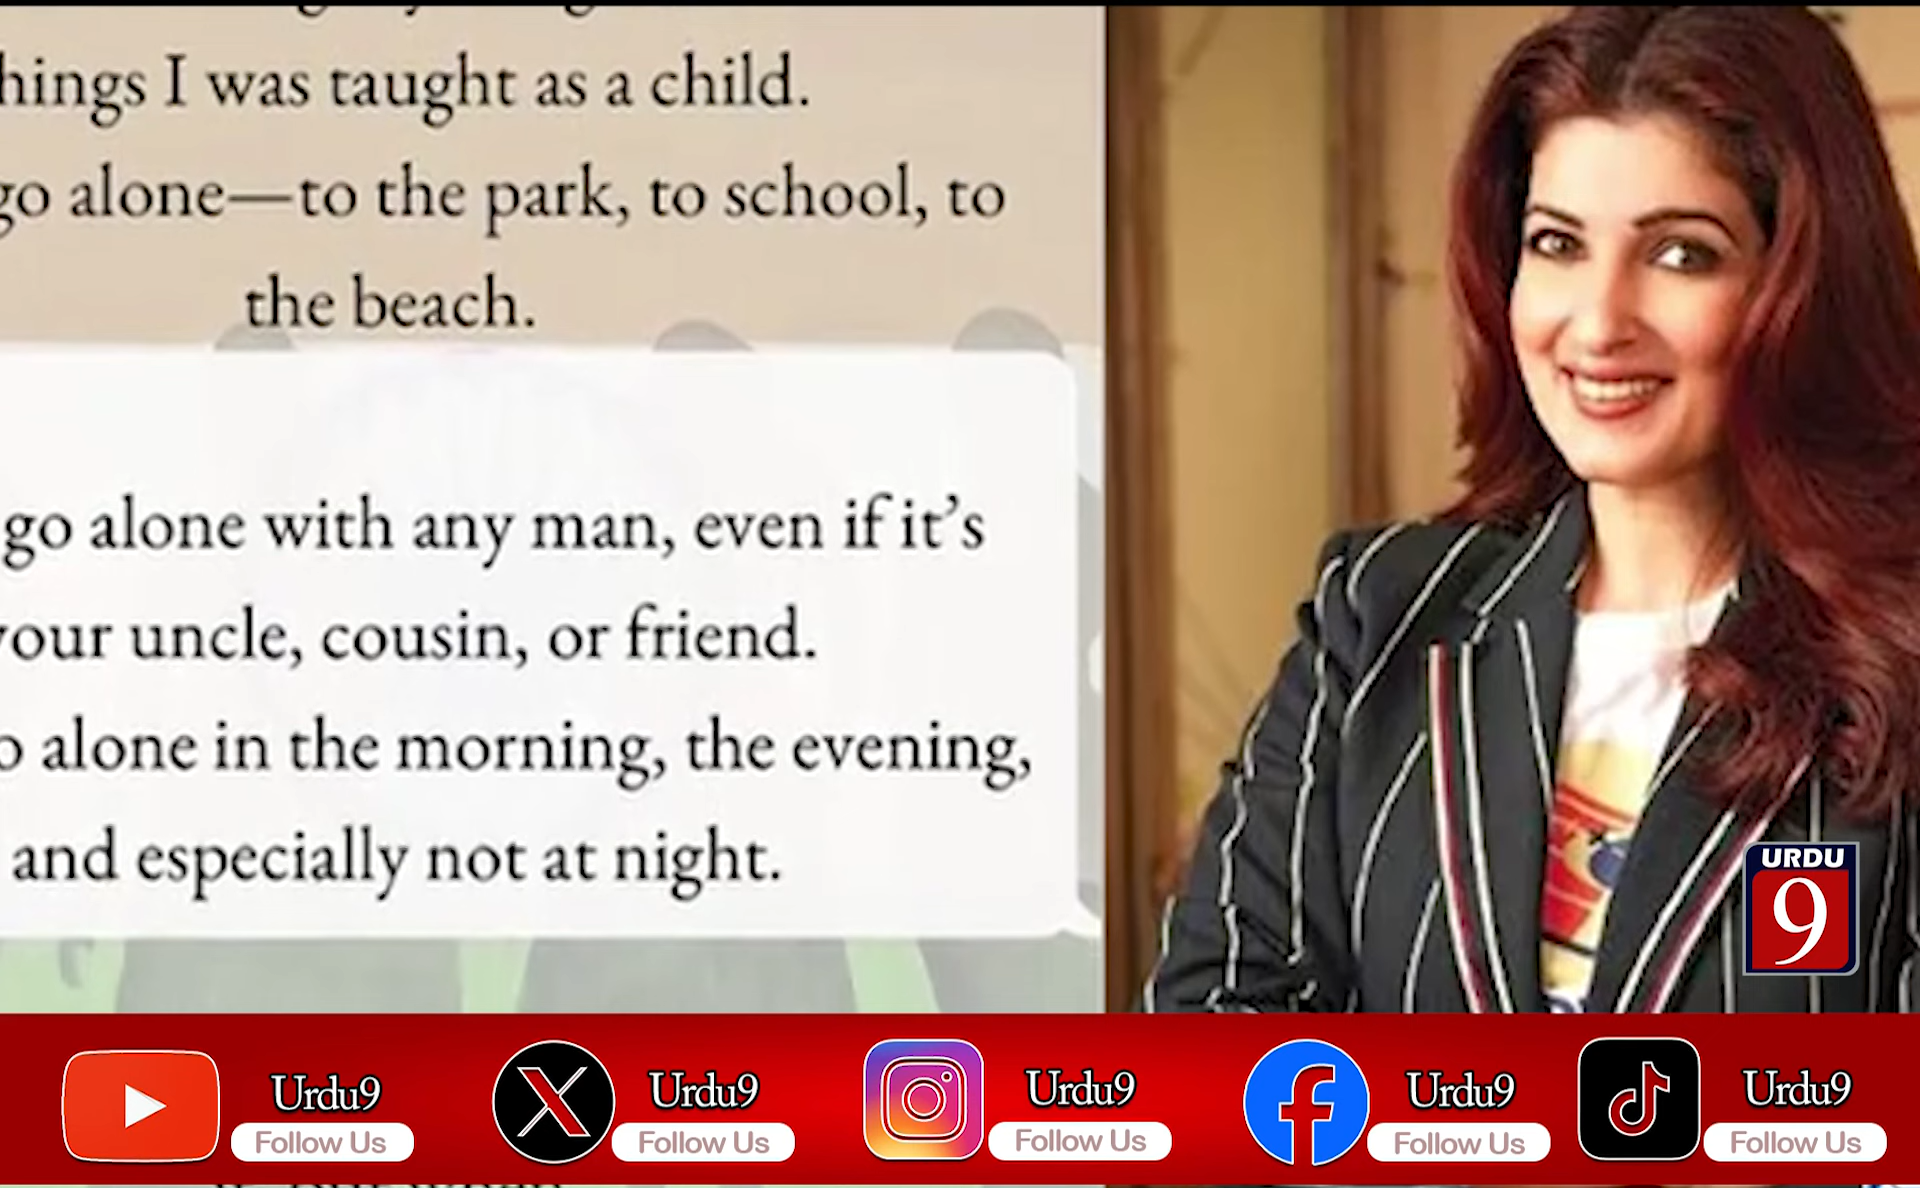 things I was taught as a child.
go alone—to the park, to school, to
the beach.
go alone with any man, even if it's
your uncle, cousin, or friend.
alone in the morning, the evening,
and especially not at night.
URDU
9
Urdu9
Follow Us
Urdu9
Follow Us
Urdu9
Follow Us
Urdu9
Follow Us
Urdu9
Follow Us